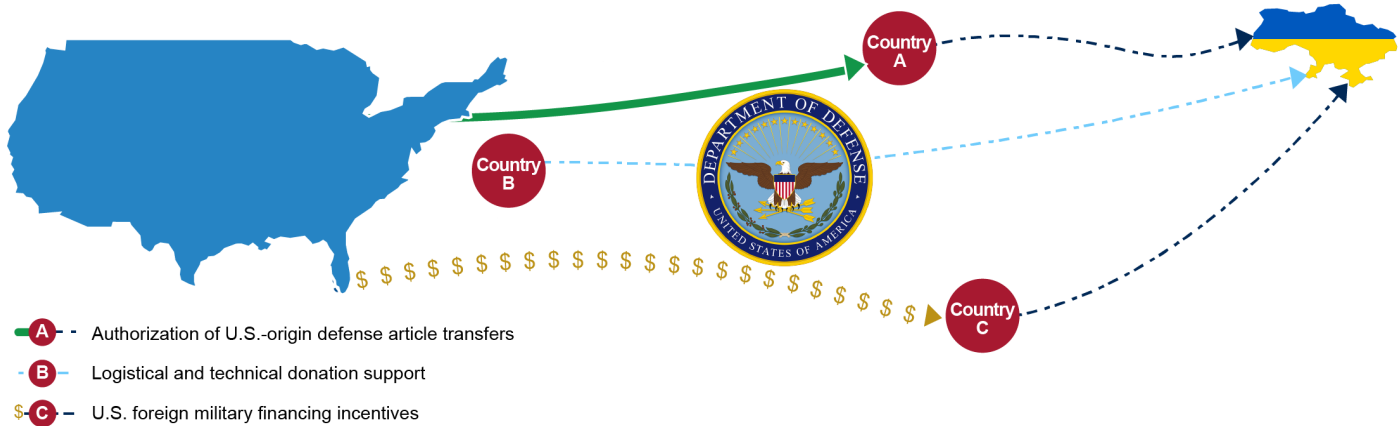 Country
A
Country
B
DEPARTMENT OF DEFENSE
UNITED STATES OF AMERICA
$ $ $ $ $ $ $ $ $ $ $ $ $ $ $ $ $ $ $ $ $ $ $ $
Country
C
A Authorization of U.S.-origin defense article transfers
B Logistical and technical donation support
$ C U.S. foreign military financing incentives